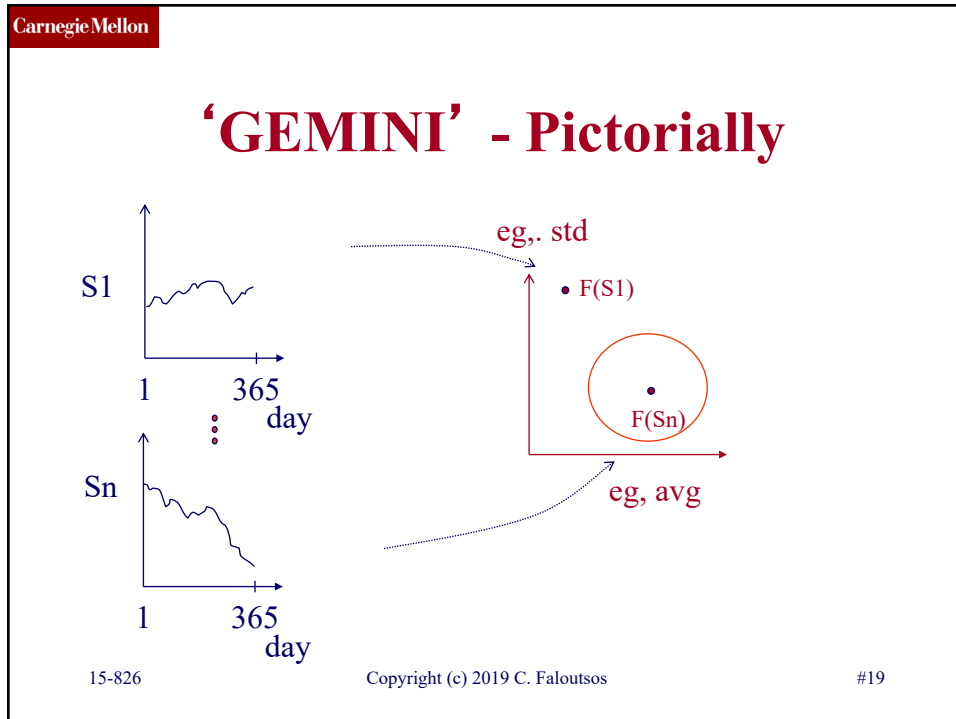 Carnegie Mellon
‘GEMINI’ - Pictorially
eg,. std
S1
F(S1)
1 365
day
F(Sn)
Sn
eg, avg
1 365
day
15-826 Copyright (c) 2019 C. Faloutsos #19